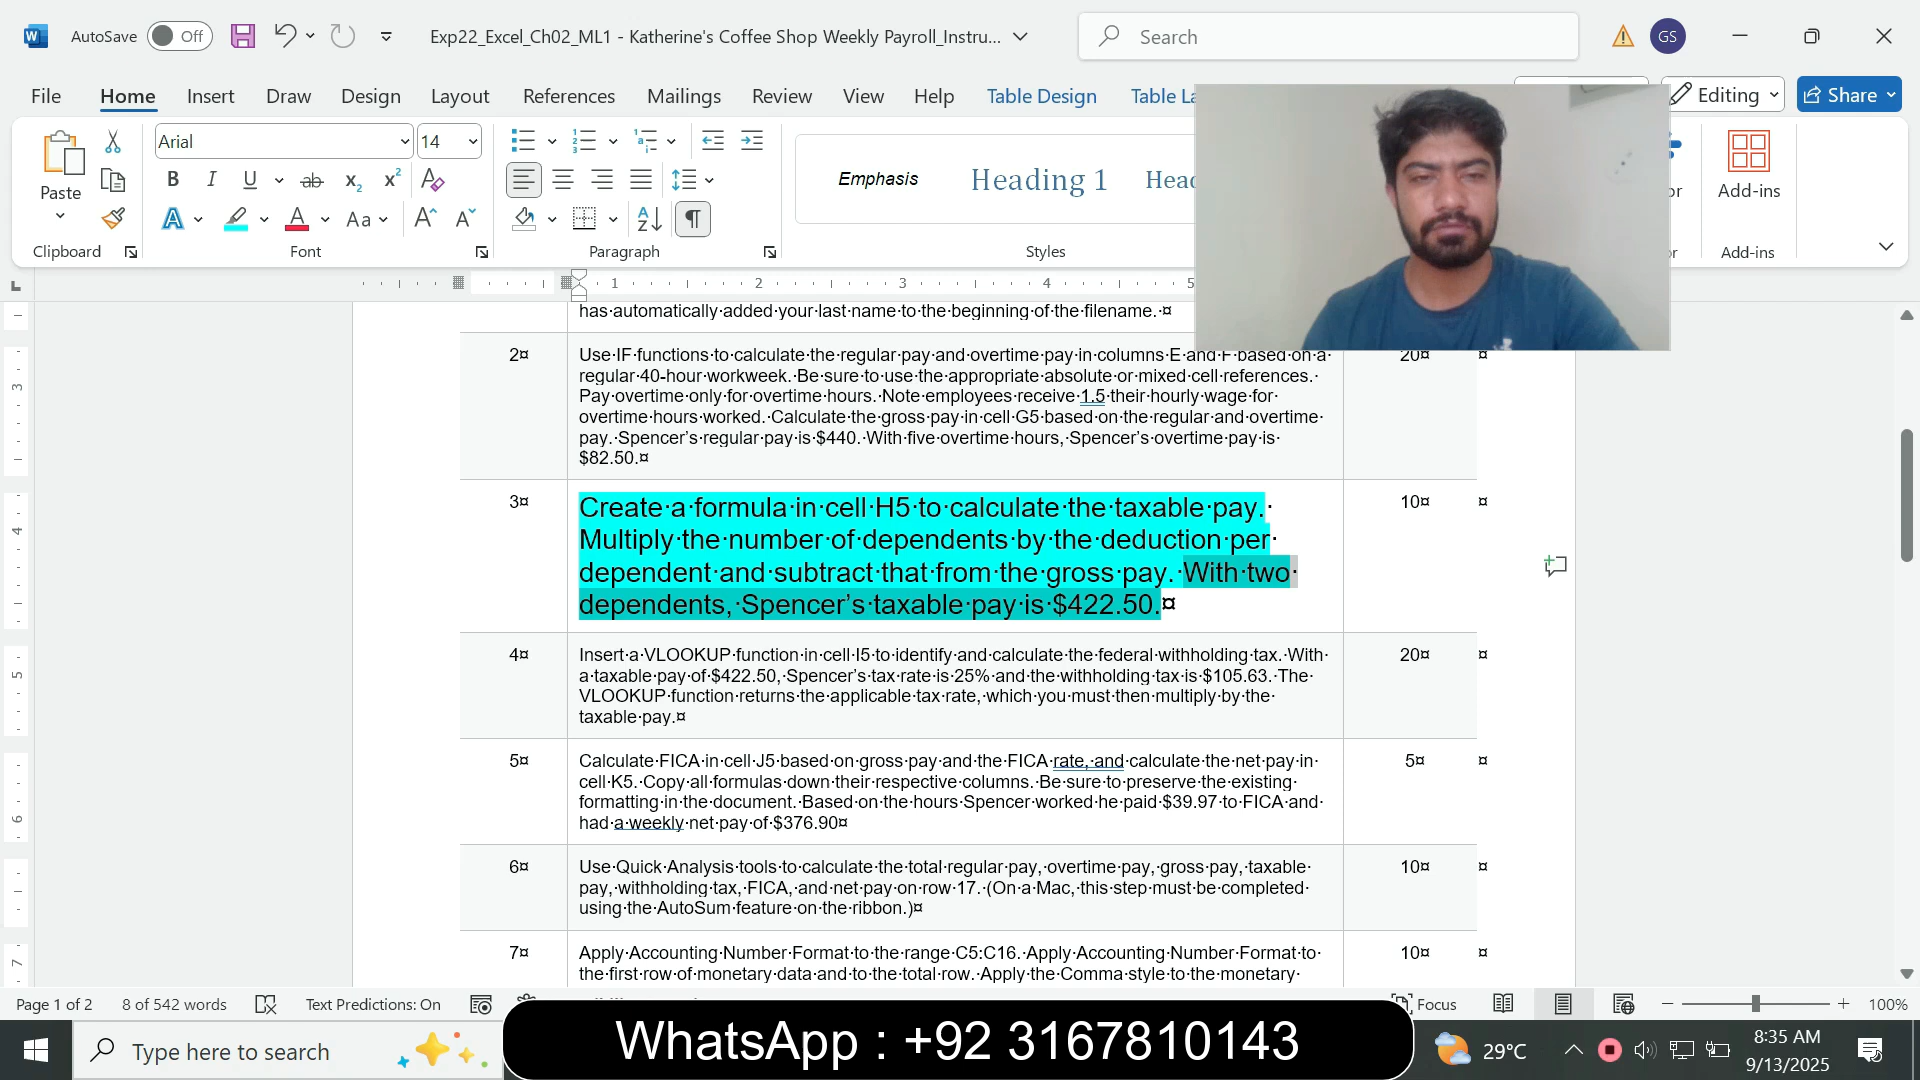 AutoSave Off Exp22_Excel_Ch02_ML1 - Katherine's Coffee Shop Weekly Payroll_Instru... Search GS
File Home Insert Draw Design Layout References Mailings Review View Help Table Design Table La Editing Share
Paste Arial 14 Emphasis Heading 1 Head Add-ins
Clipboard Font Paragraph Styles Add-ins
1 2 3 4 5
has·automatically·added·your·last·name·to·the·beginning·of·the·filename.·¤
2¤ Use·IF·functions·to·calculate·the·regular·pay·and·overtime·pay·in·columns·E·and·F·based·on·a· 20¤ ¤
regular·40-hour·workweek.·Be·sure·to·use·the·appropriate·absolute·or·mixed·cell·references.·
Pay·overtime·only·for·overtime·hours.·Note·employees·receive·1.5·their·hourly·wage·for·
overtime·hours·worked.·Calculate·the·gross·pay·in·cell·G5·based·on·the·regular·and·overtime·
pay.·Spencer's·regular·pay·is·$440.·With·five·overtime·hours,·Spencer's·overtime·pay·is·
$82.50.¤
3¤ Create·a·formula·in·cell·H5·to·calculate·the·taxable·pay.· 10¤ ¤
Multiply·the·number·of·dependents·by·the·deduction·per·
dependent·and·subtract·that·from·the·gross·pay.·With·two·
dependents,·Spencer's·taxable·pay·is·$422.50.¤
4¤ Insert·a·VLOOKUP·function·in·cell·I5·to·identify·and·calculate·the·federal·withholding·tax.·With· 20¤ ¤
a·taxable·pay·of·$422.50,·Spencer's·tax·rate·is·25%·and·the·withholding·tax·is·$105.63.·The·
VLOOKUP·function·returns·the·applicable·tax·rate,·which·you·must·then·multiply·by·the·
taxable·pay.¤
5¤ Calculate·FICA·in·cell·J5·based·on·gross·pay·and·the·FICA·rate,·and·calculate·the·net·pay·in· 5¤ ¤
cell·K5.·Copy·all·formulas·down·their·respective·columns.·Be·sure·to·preserve·the·existing·
formatting·in·the·document.·Based·on·the·hours·Spencer·worked·he·paid·$39.97·to·FICA·and·
had·a·weekly·net·pay·of·$376.90¤
6¤ Use·Quick·Analysis·tools·to·calculate·the·total·regular·pay,·overtime·pay,·gross·pay,·taxable· 10¤ ¤
pay,·withholding·tax,·FICA,·and·net·pay·on·row·17.·(On·a·Mac,·this·step·must·be·completed·
using·the·AutoSum·feature·on·the·ribbon.)¤
7¤ Apply·Accounting·Number·Format·to·the·range·C5:C16.·Apply·Accounting·Number·Format·to· 10¤ ¤
the·first·row·of·monetary·data·and·to·the·total·row.·Apply·the·Comma·style·to·the·monetary·
Page 1 of 2 8 of 542 words Text Predictions: On Focus 100%
Type here to search WhatsApp : +92 3167810143 29°C 8:35 AM
9/13/2025